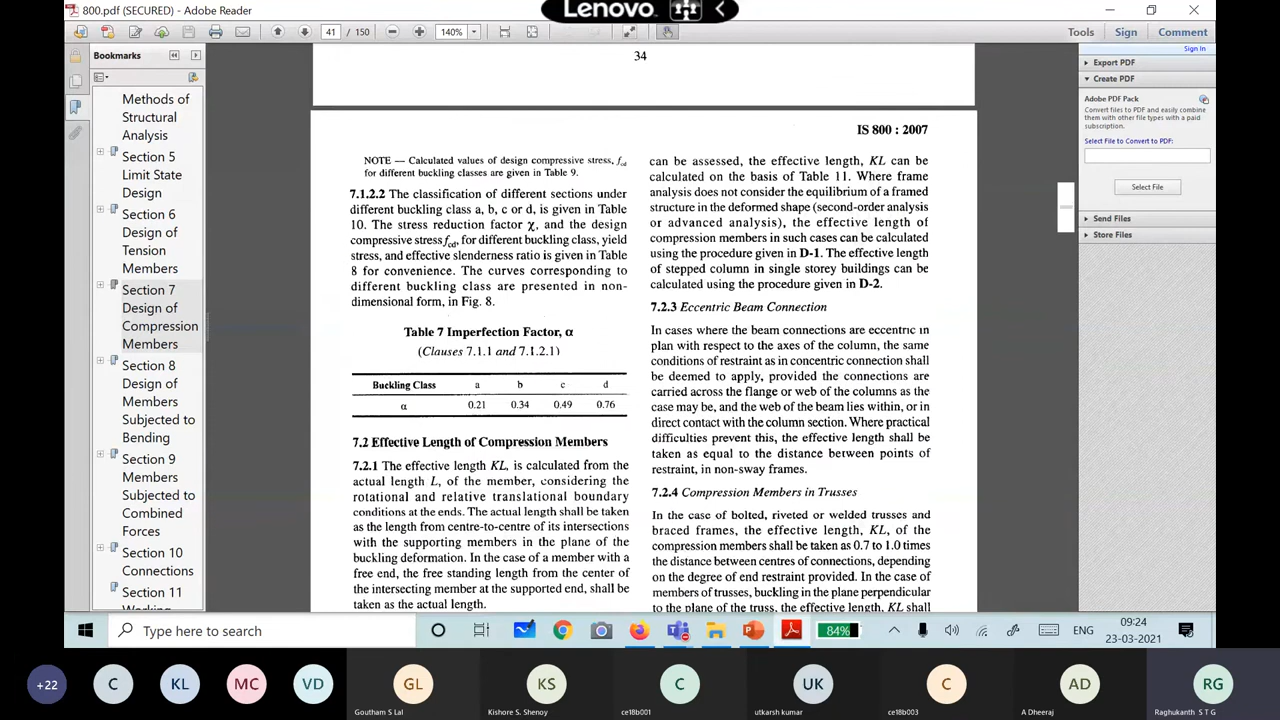 800.pdf (SECURED) - Adobe Reader
Lenovo
41 / 150
140%
Tools
Sign
Comment
Sign In
Bookmarks
Methods of
Structural
Analysis
Section 5
Limit State
Design
Section 6
Design of
Tension
Members
Section 7
Design of
Compression
Members
Section 8
Design of
Members
Subjected to
Bending
Section 9
Members
Subjected to
Combined
Forces
Section 10
Connections
Section 11
Working
34
IS 800 : 2007
NOTE — Calculated values of design compressive stress, fcd
for different buckling classes are given in Table 9.
7.1.2.2 The classification of different sections under
different buckling class a, b, c or d, is given in Table
10. The stress reduction factor χ, and the design
compressive stress fcd, for different buckling class, yield
stress, and effective slenderness ratio is given in Table
8 for convenience. The curves corresponding to
different buckling class are presented in non-
dimensional form, in Fig. 8.
Table 7 Imperfection Factor, α
(Clauses 7.1.1 and 7.1.2.1)
Buckling Class a b c d
α 0.21 0.34 0.49 0.76
7.2 Effective Length of Compression Members
7.2.1 The effective length KL, is calculated from the
actual length L, of the member, considering the
rotational and relative translational boundary
conditions at the ends. The actual length shall be taken
as the length from centre-to-centre of its intersections
with the supporting members in the plane of the
buckling deformation. In the case of a member with a
free end, the free standing length from the center of
the intersecting member at the supported end, shall be
taken as the actual length.
can be assessed, the effective length, KL can be
calculated on the basis of Table 11. Where frame
analysis does not consider the equilibrium of a framed
structure in the deformed shape (second-order analysis
or advanced analysis), the effective length of
compression members in such cases can be calculated
using the procedure given in D-1. The effective length
of stepped column in single storey buildings can be
calculated using the procedure given in D-2.
7.2.3 Eccentric Beam Connection
In cases where the beam connections are eccentric in
plan with respect to the axes of the column, the same
conditions of restraint as in concentric connection shall
be deemed to apply, provided the connections are
carried across the flange or web of the columns as the
case may be, and the web of the beam lies within, or in
direct contact with the column section. Where practical
difficulties prevent this, the effective length shall be
taken as equal to the distance between points of
restraint, in non-sway frames.
7.2.4 Compression Members in Trusses
In the case of bolted, riveted or welded trusses and
braced frames, the effective length, KL, of the
compression members shall be taken as 0.7 to 1.0 times
the distance between centres of connections, depending
on the degree of end restraint provided. In the case of
members of trusses, buckling in the plane perpendicular
to the plane of the truss, the effective length, KL shall
Export PDF
Create PDF
Adobe PDF Pack
Convert files to PDF and easily combine
them with other file types with a paid
subscription.
Select File to Convert to PDF:
Select File
Send Files
Store Files
Type here to search
84%
ENG
09:24
23-03-2021
+22
C
KL
MC
VD
GL
Goutham S Lal
KS
Kishore S. Shenoy
C
ce18b001
UK
utkarsh kumar
C
ce18b003
AD
A Dheeraj
RG
Raghukanth S T G